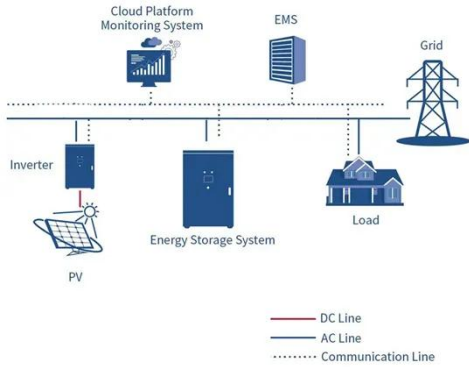 Cloud Platform
Monitoring System
EMS
Grid
Inverter
Load
Energy Storage System
PV
DC Line
AC Line
Communication Line